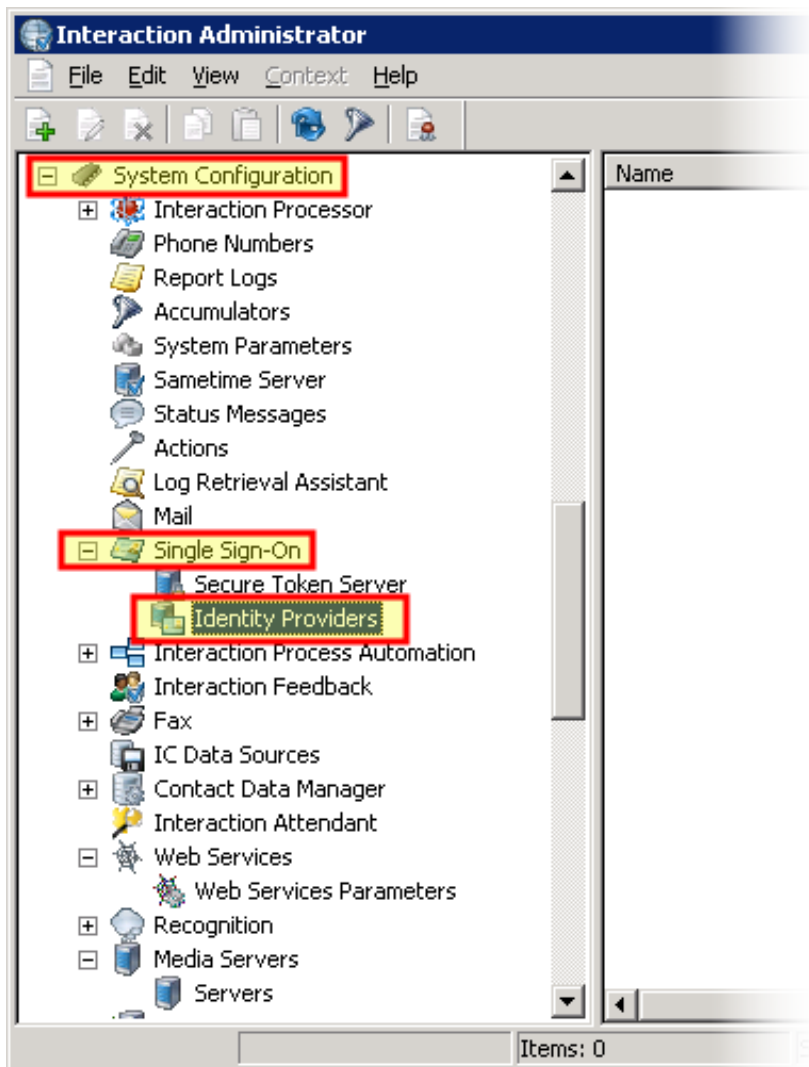 Interaction Administrator
File Edit View Context Help
System Configuration
Name
Interaction Processor
Phone Numbers
Report Logs
Accumulators
System Parameters
Sametime Server
Status Messages
Actions
Log Retrieval Assistant
Mail
Single Sign-On
Secure Token Server
Identity Providers
Interaction Process Automation
Interaction Feedback
Fax
IC Data Sources
Contact Data Manager
Interaction Attendant
Web Services
Web Services Parameters
Recognition
Media Servers
Servers
Items: 0